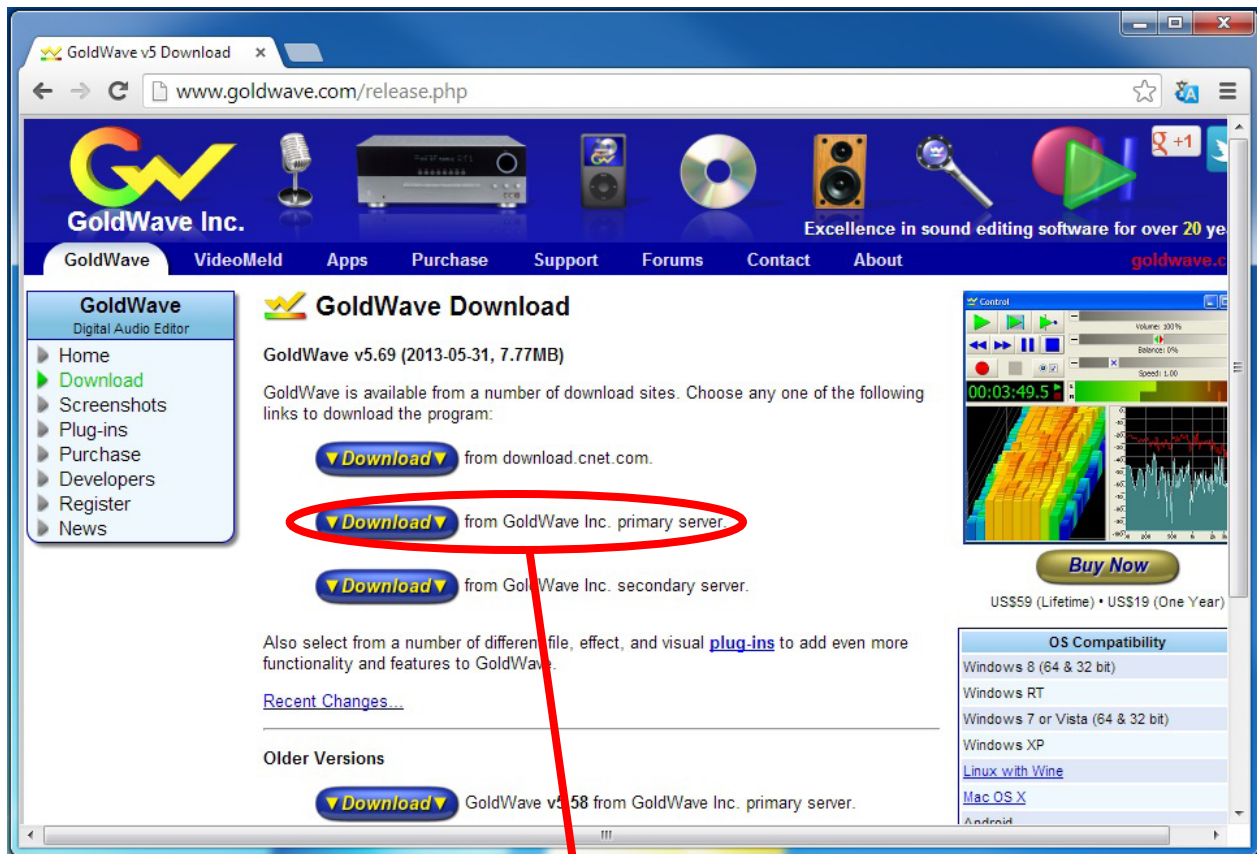 GoldWave v5 Download
www.goldwave.com/release.php
+1
GoldWave Inc.
Excellence in sound editing software for over 20 ye
GoldWave VideoMeld Apps Purchase Support Forums Contact About
goldwave.c
GoldWave
Digital Audio Editor
Home
Download
Screenshots
Plug-ins
Purchase
Developers
Register
News
GoldWave Download
GoldWave v5.69 (2013-05-31, 7.77MB)
GoldWave is available from a number of download sites. Choose any one of the following
links to download the program:
Download from download.cnet.com.
Download from GoldWave Inc. primary server.
Download from GoldWave Inc. secondary server.
Also select from a number of different file, effect, and visual plug-ins to add even more
functionality and features to GoldWave.
Recent Changes...
Older Versions
Download GoldWave v5.58 from GoldWave Inc. primary server.
Control
Volume: 100%
Balance: 0%
Speed: 1.00
00:03:49.5
Buy Now
US$59 (Lifetime) • US$19 (One Year)
OS Compatibility
Windows 8 (64 & 32 bit)
Windows RT
Windows 7 or Vista (64 & 32 bit)
Windows XP
Linux with Wine
Mac OS X
Android